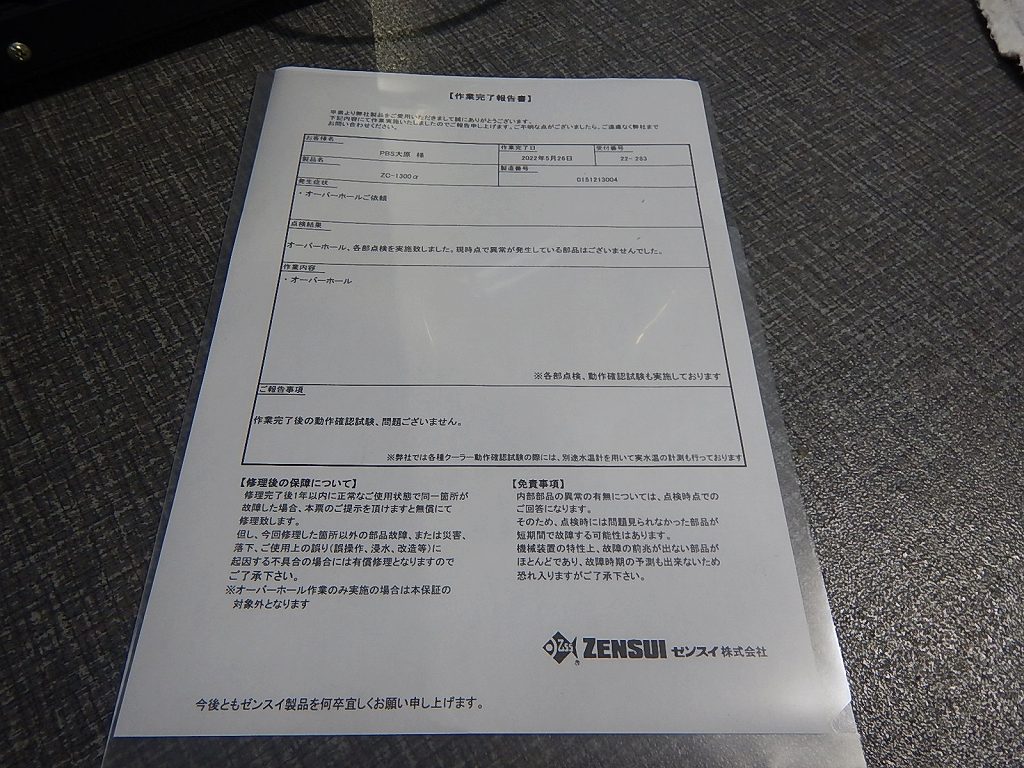 【作業完了報告書】
平素より弊社製品をご愛用いただきまして誠にありがとうございます。
下記内容にて作業実施いたしましたのでご報告申し上げます。ご不明な点がございましたら、ご遠慮なく弊社まで
お問い合わせください。
お客様名
PBS大原 様
作業完了日
2022年5月26日
受付番号
22-283
製品名
ZC-1300α
製造番号
0151213004
発生症状
・オーバーホールご依頼
点検結果
オーバーホール、各部点検を実施致しました。現時点で異常が発生している部品はございませんでした。
作業内容
・オーバーホール
※各部点検、動作確認試験も実施しております
ご報告事項
作業完了後の動作確認試験、問題ございません。
※弊社では各種クーラー動作確認試験の際には、別途水温計を用いて実水温の計測も行っております
【修理後の保障について】
修理完了後1年以内に正常なご使用状態で同一箇所が
故障した場合、本票のご提示を頂けますと無償にて
修理致します。
但し、今回修理した箇所以外の部品故障、または災害、
落下、ご使用上の誤り(誤操作、浸水、改造等)に
起因する不具合の場合には有償修理となりますので
ご了承下さい。
※オーバーホール作業のみ実施の場合は本保証の
対象外となります
【免責事項】
内部部品の異常の有無については、点検時点での
ご回答になります。
そのため、点検時には問題見られなかった部品が
短期間で故障する可能性はあります。
機械装置の特性上、故障の前兆が出ない部品が
ほとんどであり、故障時期の予測も出来ないため
恐れ入りますがご了承下さい。
ZENSUI ゼンスイ株式会社
今後ともゼンスイ製品を何卒宜しくお願い申し上げます。